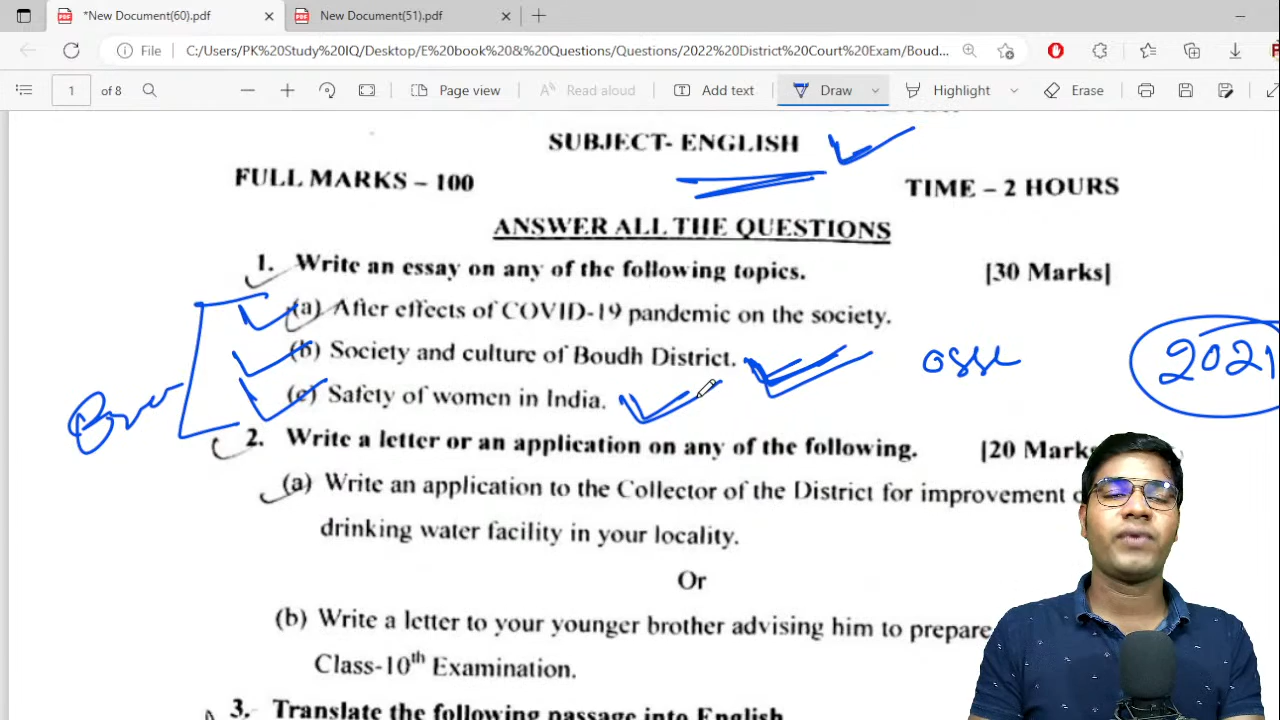 *New Document(60).pdf
New Document(51).pdf
File
C:/Users/PK%20Study%20IQ/Desktop/E%20book%20&%20Questions/Questions/2022%20District%20Court%20Exam/Boud...
1 of 8
Page view
Read aloud
Add text
Draw
Highlight
Erase
SUBJECT- ENGLISH
FULL MARKS – 100
TIME – 2 HOURS
ANSWER ALL THE QUESTIONS
1. Write an essay on any of the following topics. [30 Marks]
(a) After effects of COVID-19 pandemic on the society.
(b) Society and culture of Boudh District.
(c) Safety of women in India.
2021
2. Write a letter or an application on any of the following. [20 Marks
(a) Write an application to the Collector of the District for improvement
drinking water facility in your locality.
Or
(b) Write a letter to your younger brother advising him to prepare
Class-10th Examination.
3. Translate the following passage into English